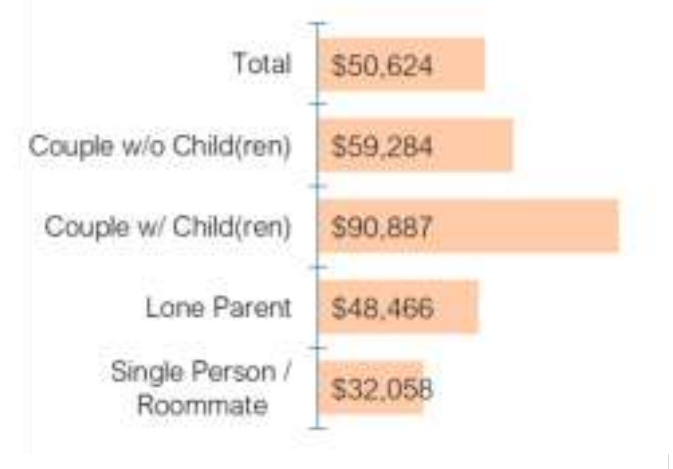 Total $50,624
Couple w/o Child(ren) $59,284
Couple w/ Child(ren) $90,887
Lone Parent $48,466
Single Person /
Roommate $32,058